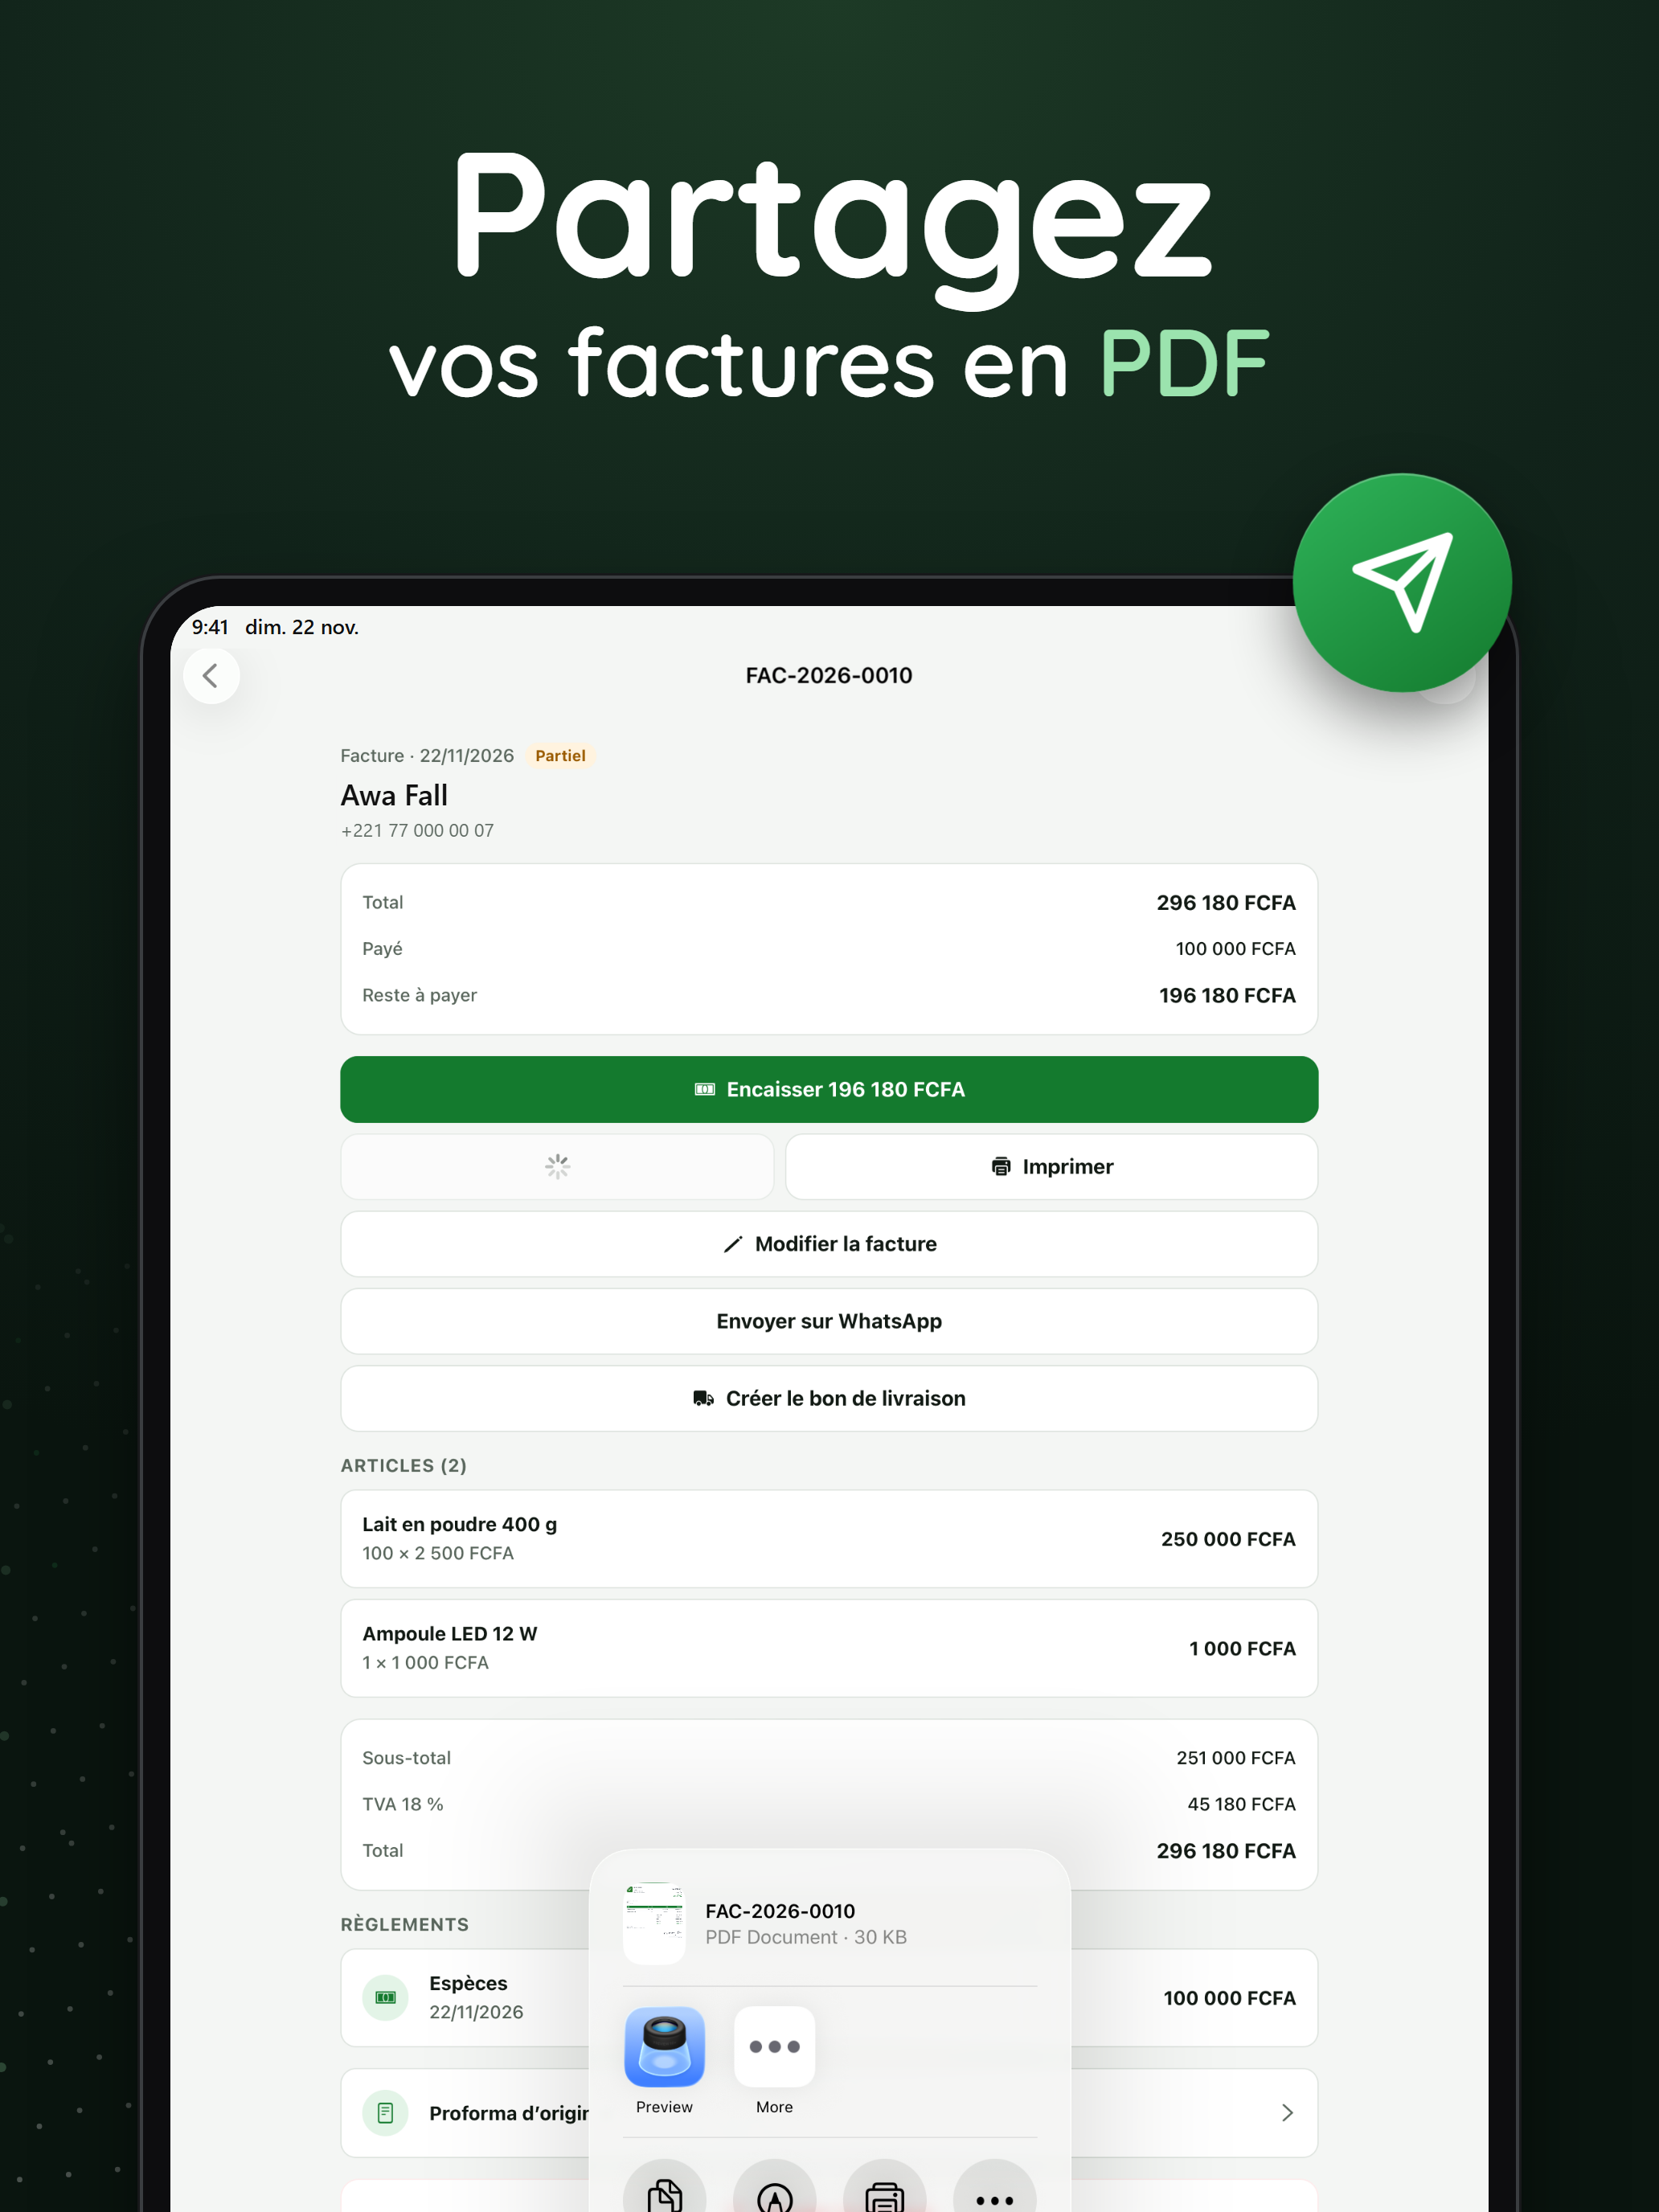 Partagez
vos factures en PDF
9:41 dim. 22 nov.
FAC-2026-0010
Facture · 22/11/2026 Partiel
Awa Fall
+221 77 000 00 07
Total 296 180 FCFA
Payé 100 000 FCFA
Reste à payer 196 180 FCFA
Encaisser 196 180 FCFA
Imprimer
Modifier la facture
Envoyer sur WhatsApp
Créer le bon de livraison
ARTICLES (2)
Lait en poudre 400 g
100 × 2 500 FCFA
250 000 FCFA
Ampoule LED 12 W
1 × 1 000 FCFA
1 000 FCFA
Sous-total 251 000 FCFA
TVA 18 % 45 180 FCFA
Total 296 180 FCFA
FAC-2026-0010
PDF Document · 30 KB
RÈGLEMENTS
Espèces
22/11/2026
100 000 FCFA
Preview More
Proforma